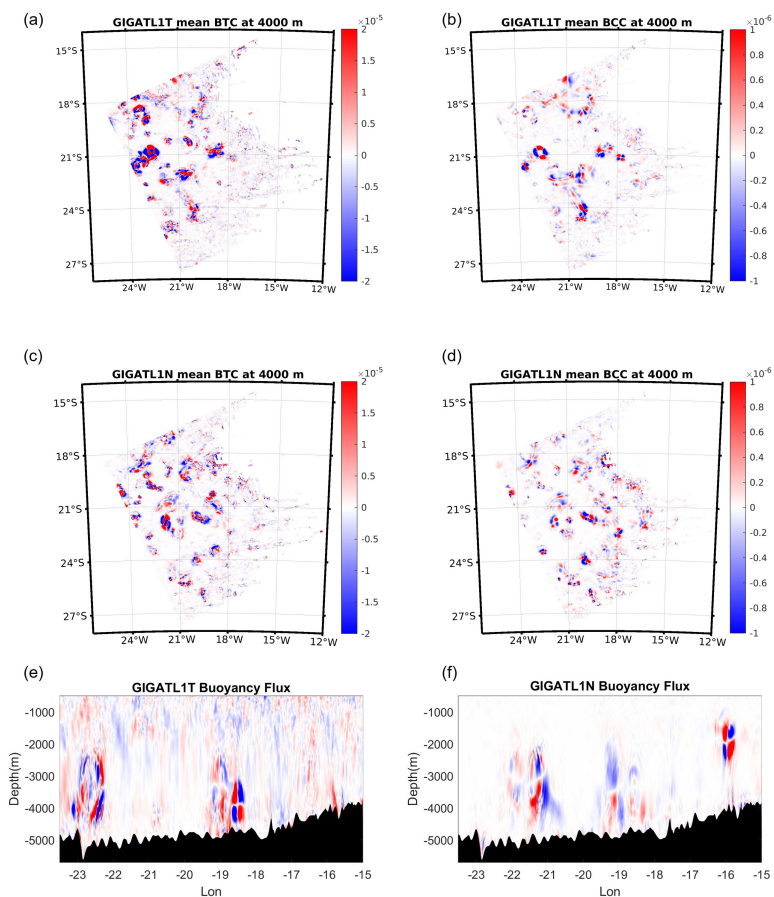 (a)
GIGATL1T mean BTC at 4000 m
×10⁻⁵
15°S
18°S
21°S
24°S
27°S
24°W 21°W 18°W 15°W 12°W
2
1.5
1
0.5
0
-0.5
-1
-1.5
-2
(b)
GIGATL1T mean BCC at 4000 m
×10⁻⁶
15°S
18°S
21°S
24°S
27°S
24°W 21°W 18°W 15°W 12°W
1
0.8
0.6
0.4
0.2
0
-0.2
-0.4
-0.6
-0.8
-1
(c)
GIGATL1N mean BTC at 4000 m
×10⁻⁵
15°S
18°S
21°S
24°S
27°S
24°W 21°W 18°W 15°W 12°W
2
1.5
1
0.5
0
-0.5
-1
-1.5
-2
(d)
GIGATL1N mean BCC at 4000 m
×10⁻⁶
15°S
18°S
21°S
24°S
27°S
24°W 21°W 18°W 15°W 12°W
1
0.8
0.6
0.4
0.2
0
-0.2
-0.4
-0.6
-0.8
-1
(e)
GIGATL1T Buoyancy Flux
Depth(m)
-1000
-2000
-3000
-4000
-5000
-23 -22 -21 -20 -19 -18 -17 -16 -15
Lon
(f)
GIGATL1N Buoyancy Flux
Depth(m)
-1000
-2000
-3000
-4000
-5000
-23 -22 -21 -20 -19 -18 -17 -16 -15
Lon